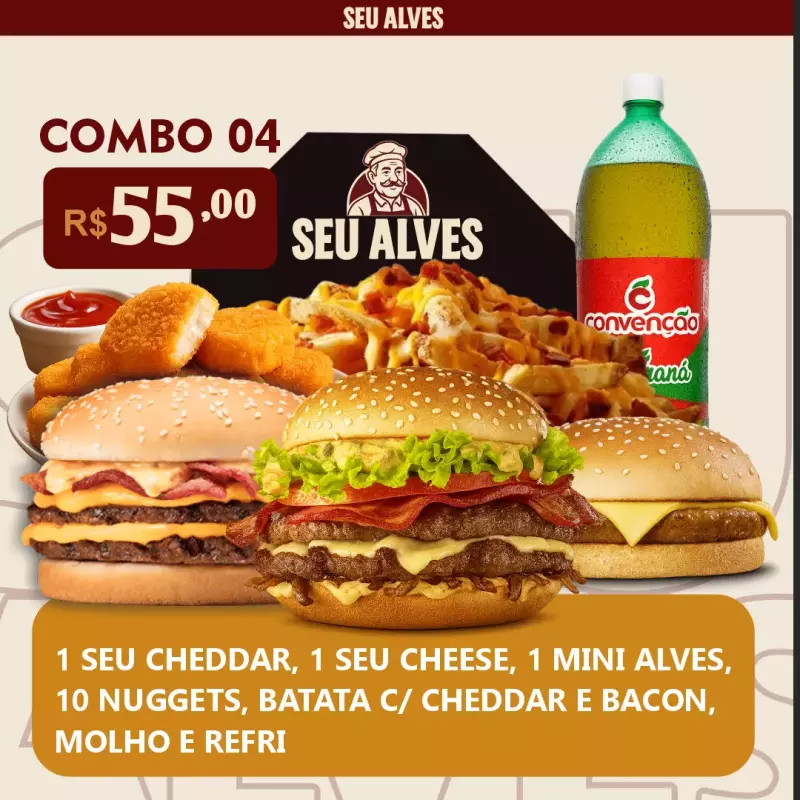 SEU ALVES
COMBO 04
R$55,00
SEU ALVES
convenção
1 SEU CHEDDAR, 1 SEU CHEESE, 1 MINI ALVES,
10 NUGGETS, BATATA C/ CHEDDAR E BACON,
MOLHO E REFRI